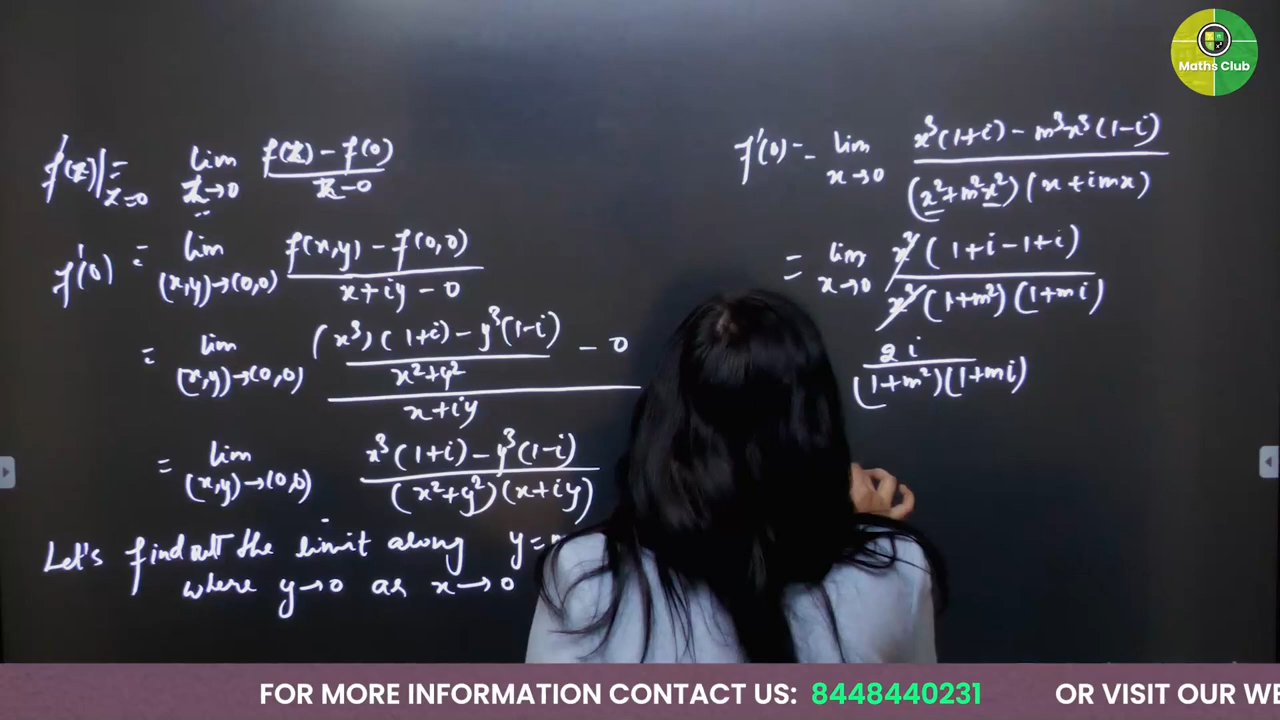 Maths Club
f'(z)|z=0 = lim z→0 f(z) - f(0) / z - 0
f'(0) = lim (x,y)→(0,0) f(x,y) - f(0,0) / x+iy - 0
= lim (x,y)→(0,0) (x³)(1+i) - y³(1-i) / x²+y² - 0 / x+iy
= lim (x,y)→(0,0) x³(1+i) - y³(1-i) / (x²+y²)(x+iy)
Let's find out the limit along y=
where y→0 as x→0
f'(0) = lim x→0 x³(1+i) - m³x³(1-i) / (x²+m²x²)(x+imx)
= lim x→0 x³(1+i-1+i) / x³(1+m²)(1+mi)
2i / (1+m²)(1+mi)
FOR MORE INFORMATION CONTACT US: 8448440231 OR VISIT OUR WE